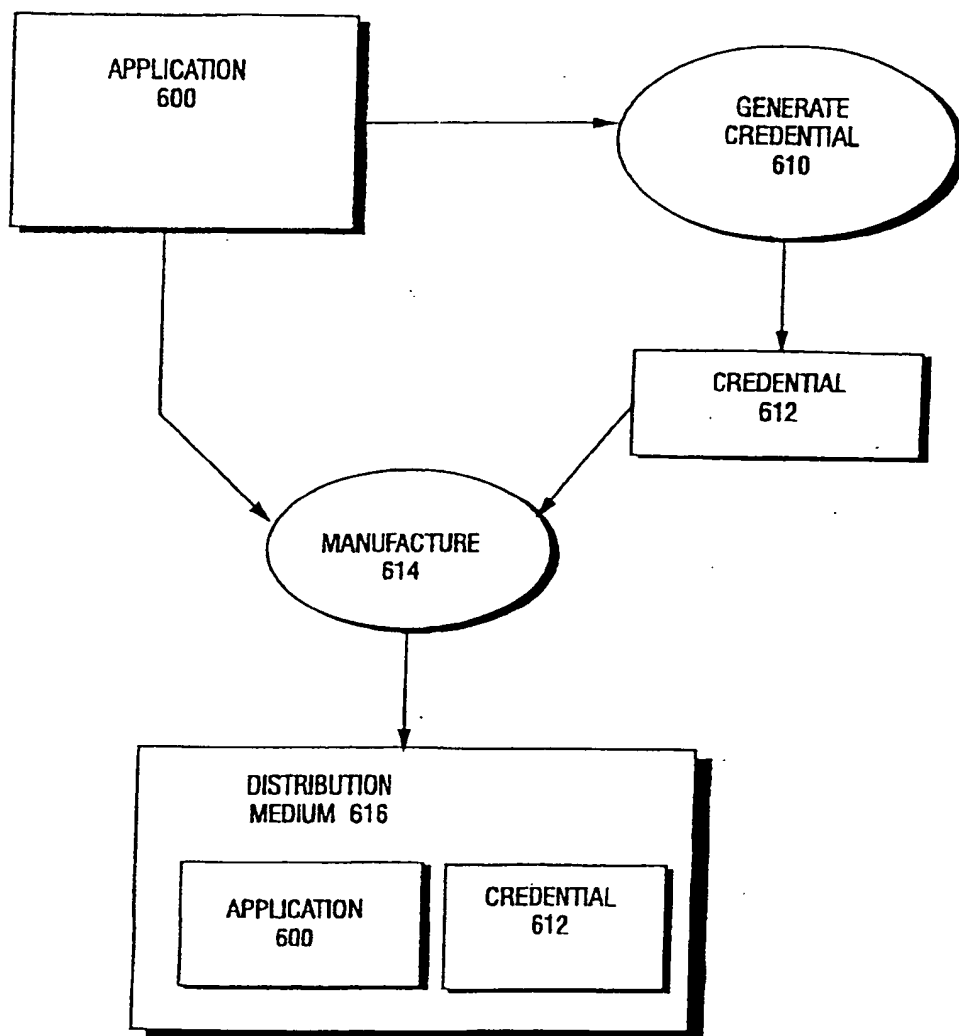 APPLICATION
600
GENERATE
CREDENTIAL
610
CREDENTIAL
612
MANUFACTURE
614
DISTRIBUTION
MEDIUM 616
APPLICATION
600
CREDENTIAL
612